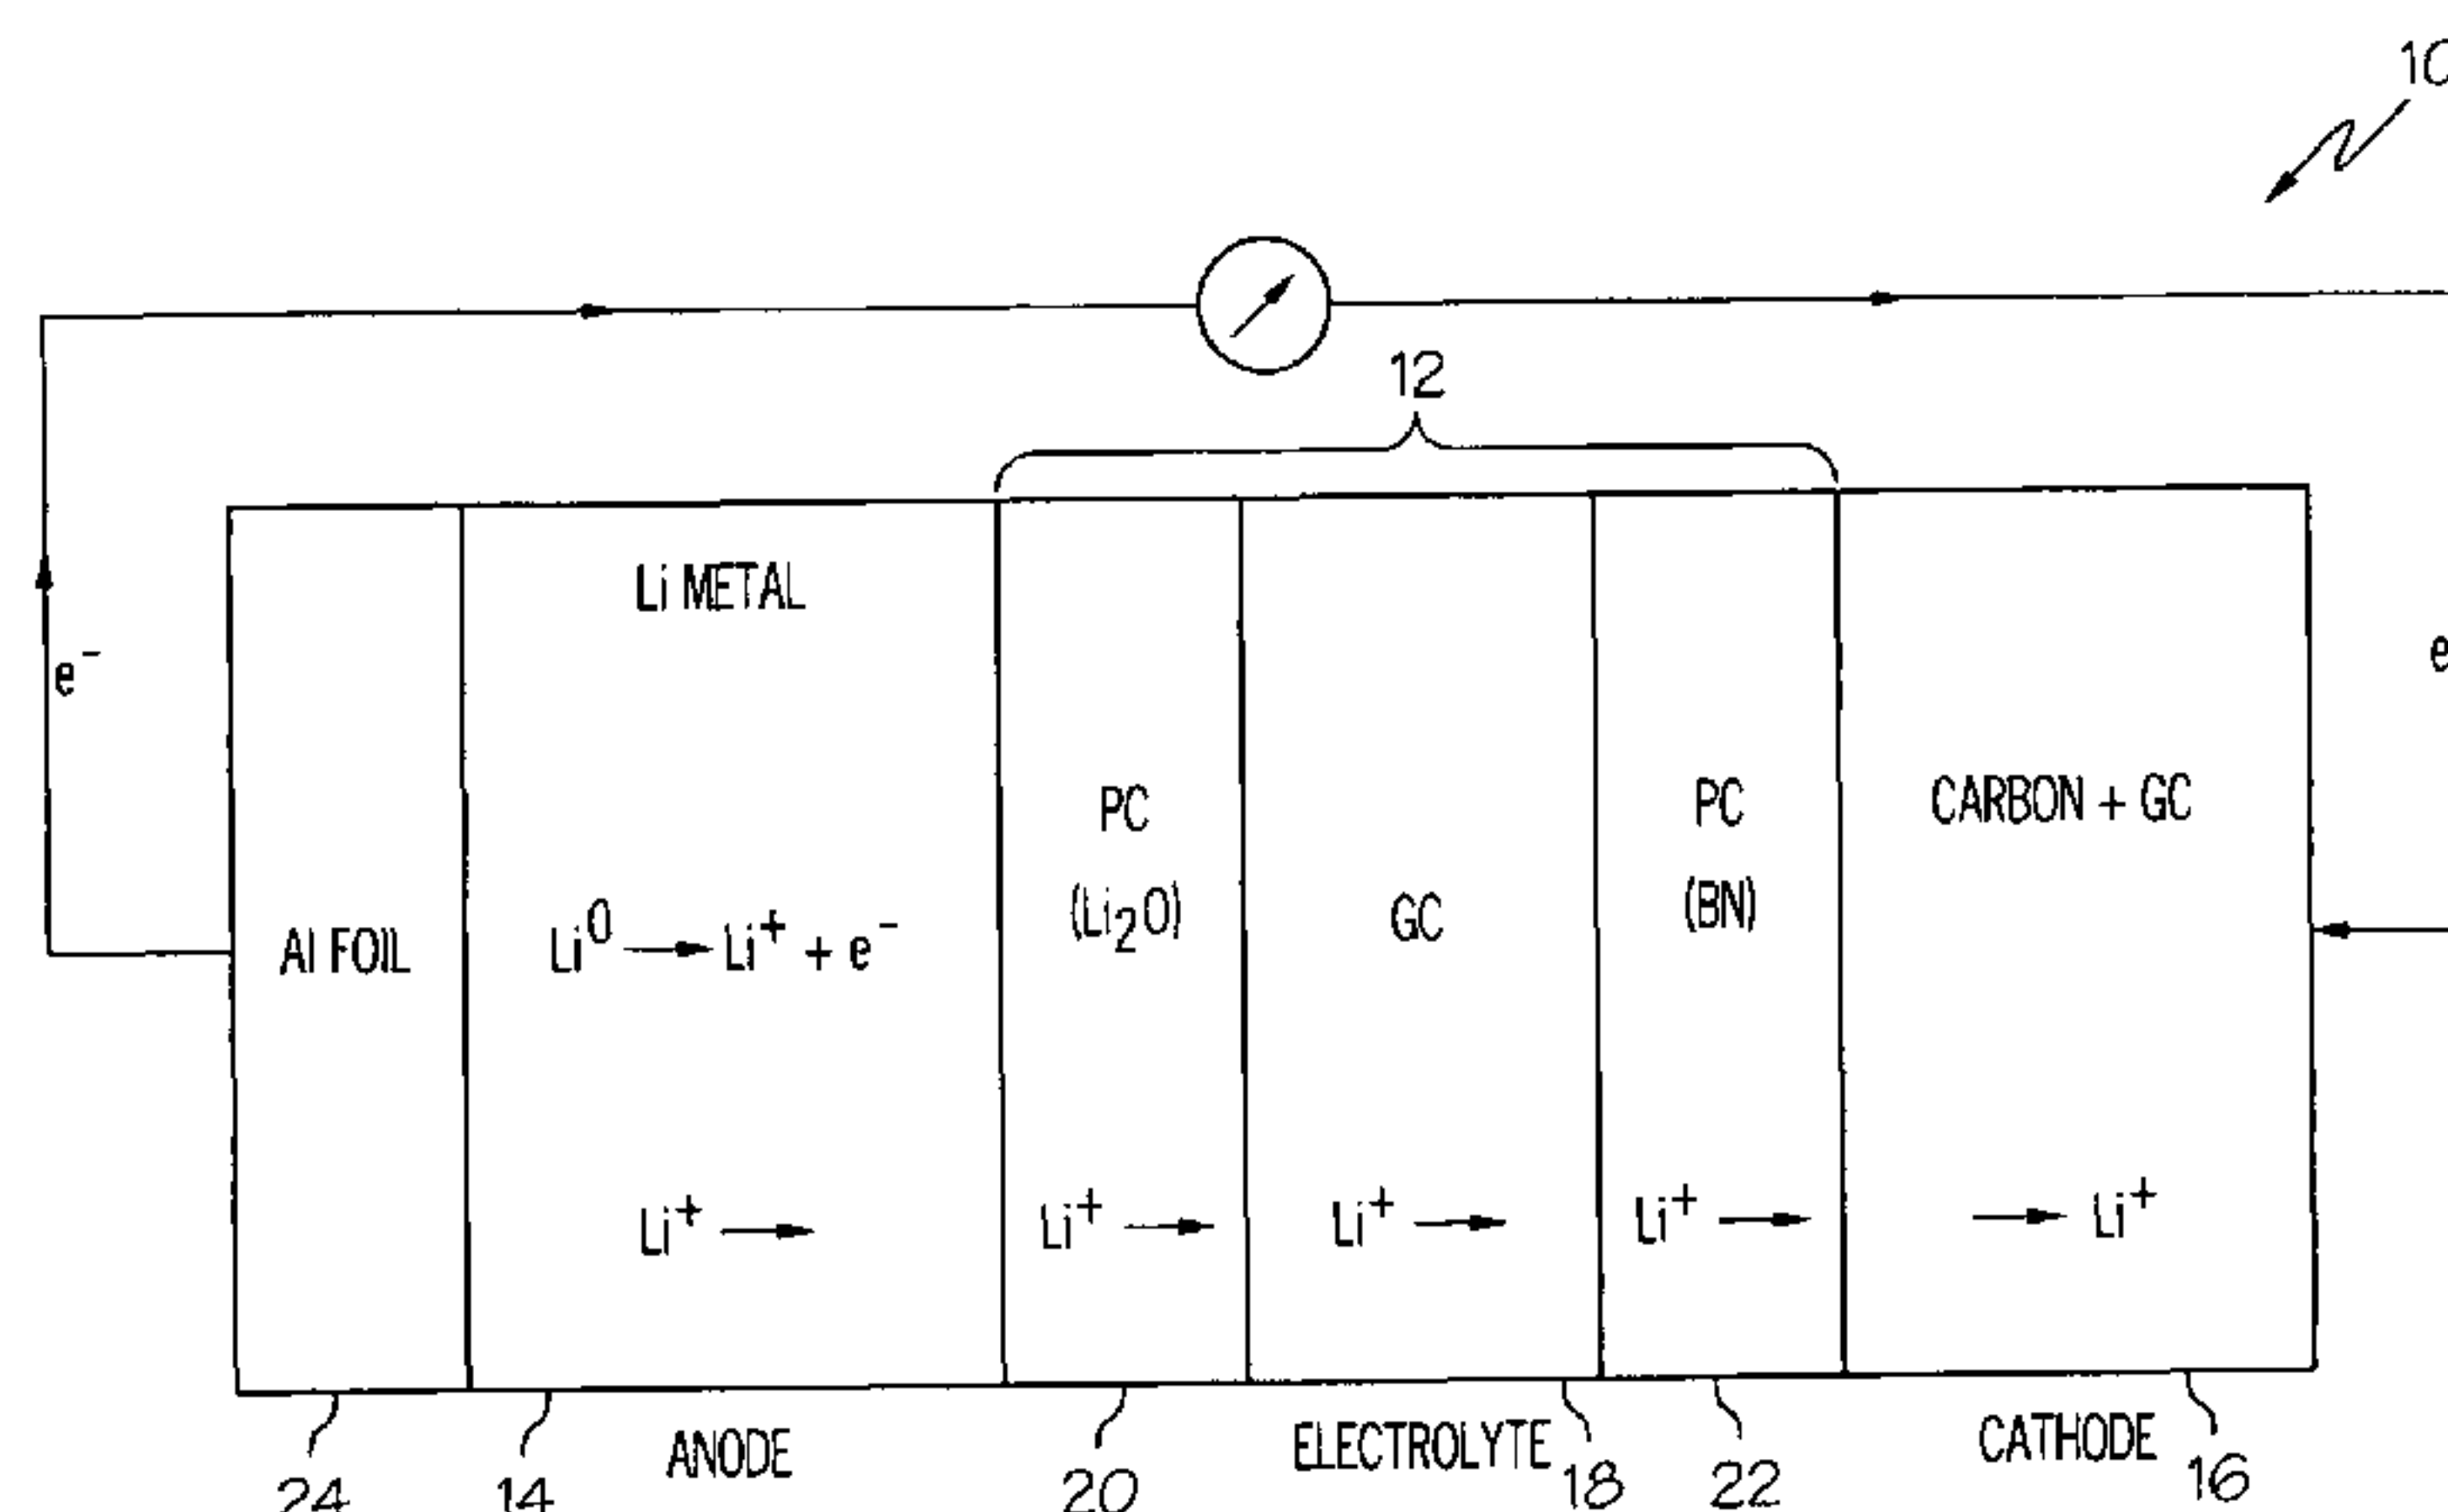 10
12
Li METAL
e⁻
e
PC
(Li₂O)
GC
PC
(BN)
CARBON + GC
Al FOIL
Li⁰ → Li⁺ + e⁻
Li⁺ →
Li⁺ →
Li⁺ →
Li⁺ →
→ Li⁺
ANODE
ELECTROLYTE
CATHODE
24
14
20
18
22
16